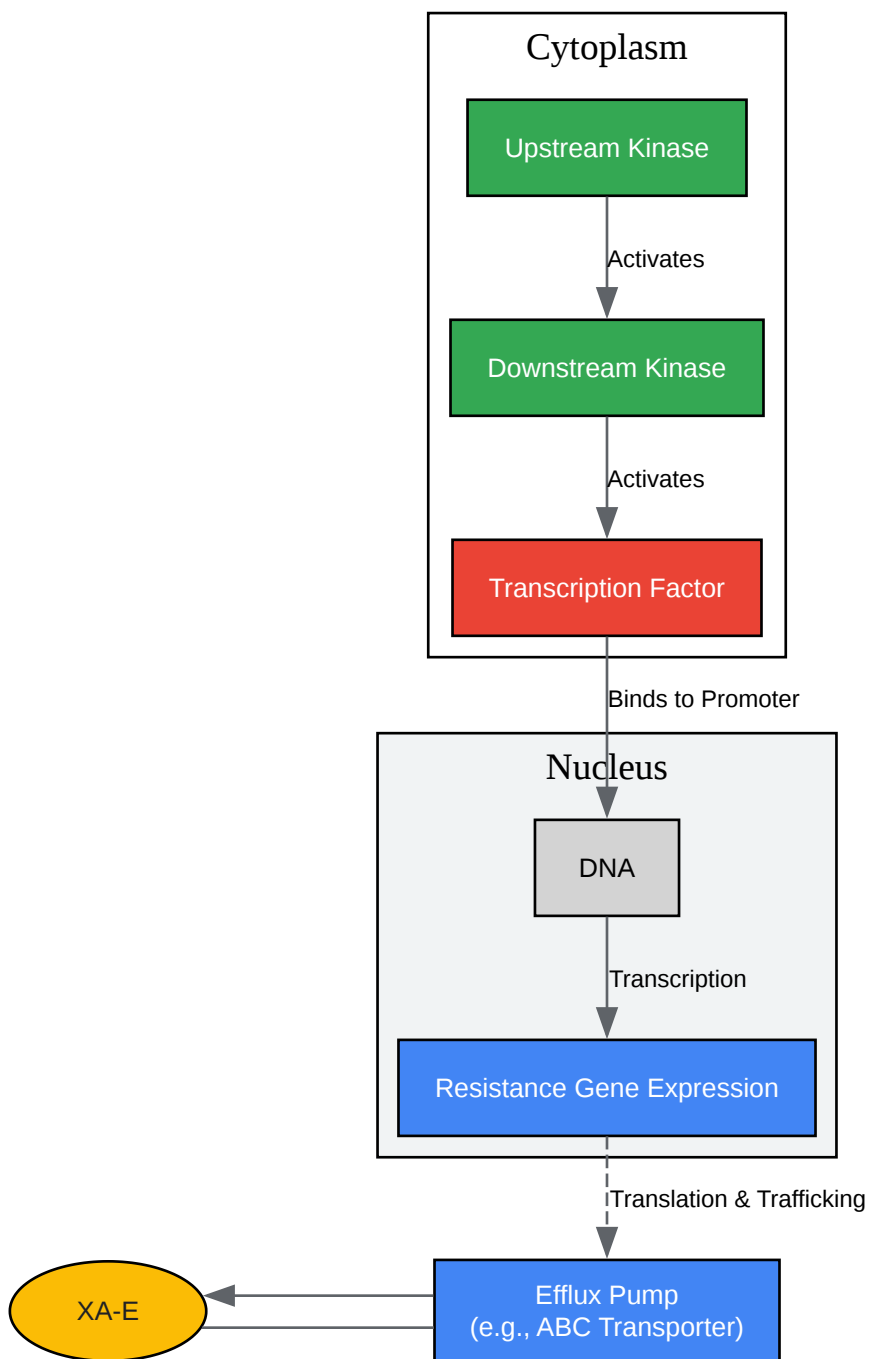 Cytoplasm
Upstream Kinase
Activates
Downstream Kinase
Activates
Transcription Factor
Binds to Promoter
Nucleus
DNA
Transcription
Resistance Gene Expression
Translation & Trafficking
XA-E
Efflux Pump
(e.g., ABC Transporter)